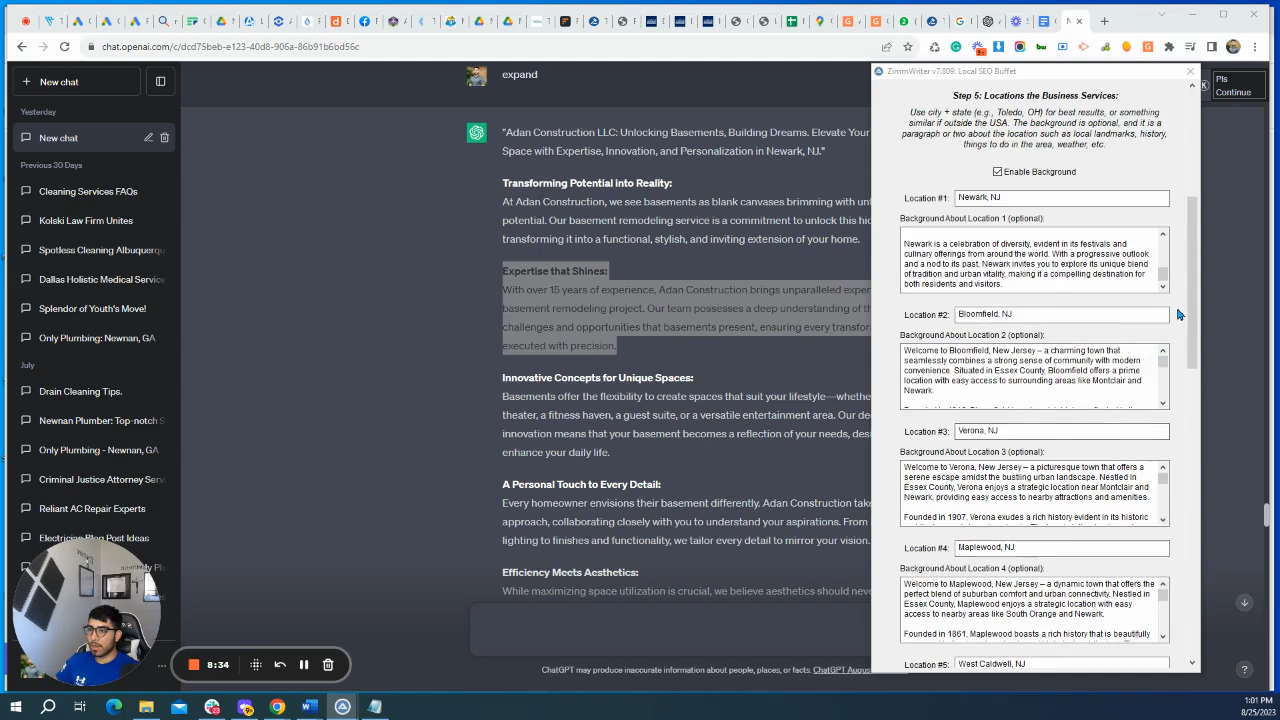 chat.openai.com/c/dcd75beb-e123-40d8-906a-86b91b6bd56c
New chat
Yesterday
New chat
Previous 30 Days
Cleaning Services FAQs
Kolski Law Firm Unites
Spotless Cleaning Albuquerq
Dallas Holistic Medical Servic
Splendor of Youth's Move!
Only Plumbing: Newnan, GA
July
Drain Cleaning Tips.
Newnan Plumber: Top-notch S
Only Plumbing - Newnan, GA
Criminal Justice Attorney Serv
Reliant AC Repair Experts
Electrician Blog Post Ideas
8:34
expand
"Adan Construction LLC: Unlocking Basements, Building Dreams. Elevate Your
Space with Expertise, Innovation, and Personalization in Newark, NJ."
Transforming Potential into Reality:
At Adan Construction, we see basements as blank canvases brimming with unt
potential. Our basement remodeling service is a commitment to unlock this hid
transforming it into a functional, stylish, and inviting extension of your home.
Expertise that Shines:
With over 15 years of experience, Adan Construction brings unparalleled exper
basement remodeling project. Our team possesses a deep understanding of th
challenges and opportunities that basements present, ensuring every transfor
executed with precision.
Innovative Concepts for Unique Spaces:
Basements offer the flexibility to create spaces that suit your lifestyle—whethe
theater, a fitness haven, a guest suite, or a versatile entertainment area. Our de
innovation means that your basement becomes a reflection of your needs, desi
enhance your daily life.
A Personal Touch to Every Detail:
Every homeowner envisions their basement differently. Adan Construction take
approach, collaborating closely with you to understand your aspirations. From
lighting to finishes and functionality, we tailor every detail to mirror your vision.
Efficiency Meets Aesthetics:
While maximizing space utilization is crucial, we believe aesthetics should neve
ChatGPT may produce inaccurate information about people, places, or facts. ChatGPT Augus
ZimmWriter v7.809: Local SEO Buffet
Pls
Continue
Step 5: Locations the Business Services:
Use city + state (e.g., Toledo, OH) for best results, or something
similar if outside the USA. The background is optional, and it is a
paragraph or two about the location such as local landmarks, history,
things to do in the area, weather, etc.
Enable Background
Location #1: Newark, NJ
Background About Location 1 (optional):
Newark is a celebration of diversity, evident in its festivals and
culinary offerings from around the world. With a progressive outlook
and a nod to its past, Newark invites you to explore its unique blend
of tradition and urban vitality, making it a compelling destination for
both residents and visitors.
Location #2: Bloomfield, NJ
Background About Location 2 (optional):
Welcome to Bloomfield, New Jersey – a charming town that
seamlessly combines a strong sense of community with modern
convenience. Situated in Essex County, Bloomfield offers a prime
location with easy access to surrounding areas like Montclair and
Newark.
Location #3: Verona, NJ
Background About Location 3 (optional):
Welcome to Verona, New Jersey – a picturesque town that offers a
serene escape amidst the bustling urban landscape. Nestled in
Essex County, Verona enjoys a strategic location near Montclair and
Newark, providing easy access to nearby attractions and amenities.
Founded in 1907, Verona exudes a rich history evident in its historic
Location #4: Maplewood, NJ
Background About Location 4 (optional):
Welcome to Maplewood, New Jersey – a dynamic town that offers the
perfect blend of suburban comfort and urban connectivity. Nestled in
Essex County, Maplewood enjoys a strategic location with easy
access to nearby areas like South Orange and Newark.
Founded in 1861, Maplewood boasts a rich history that is beautifully
Location #5: West Caldwell, NJ
1:01 PM
8/25/2023